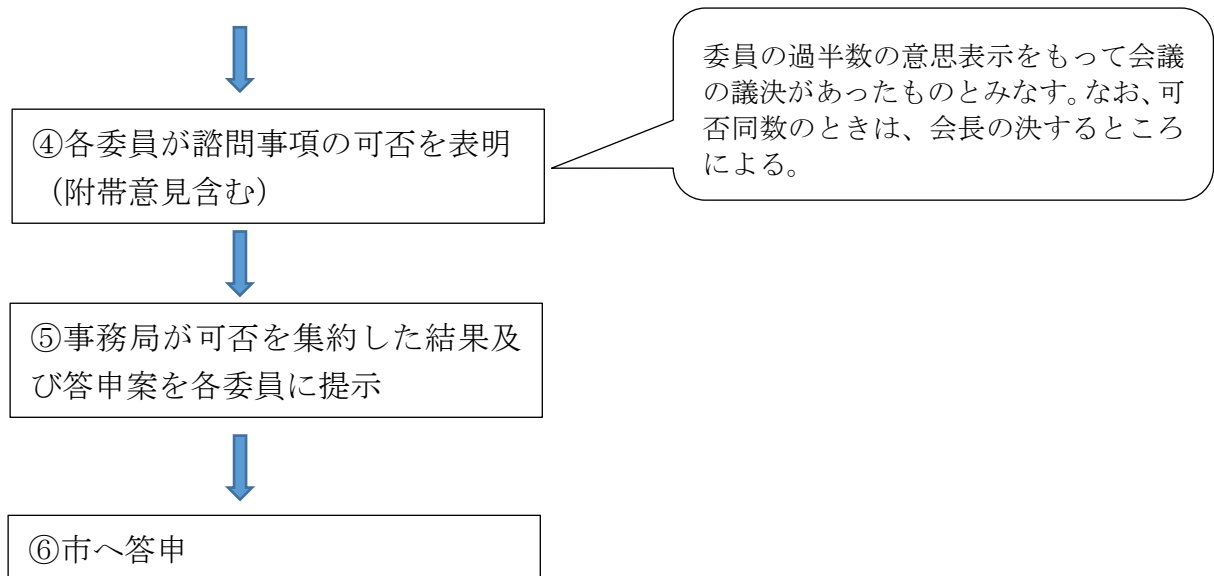 委員の過半数の意思表示をもって会議
の議決があったものとみなす。なお、可
否同数のときは、会長の決するところ
による。
④各委員が諮問事項の可否を表明
（附帯意見含む）
⑤事務局が可否を集約した結果及
び答申案を各委員に提示
⑥市へ答申